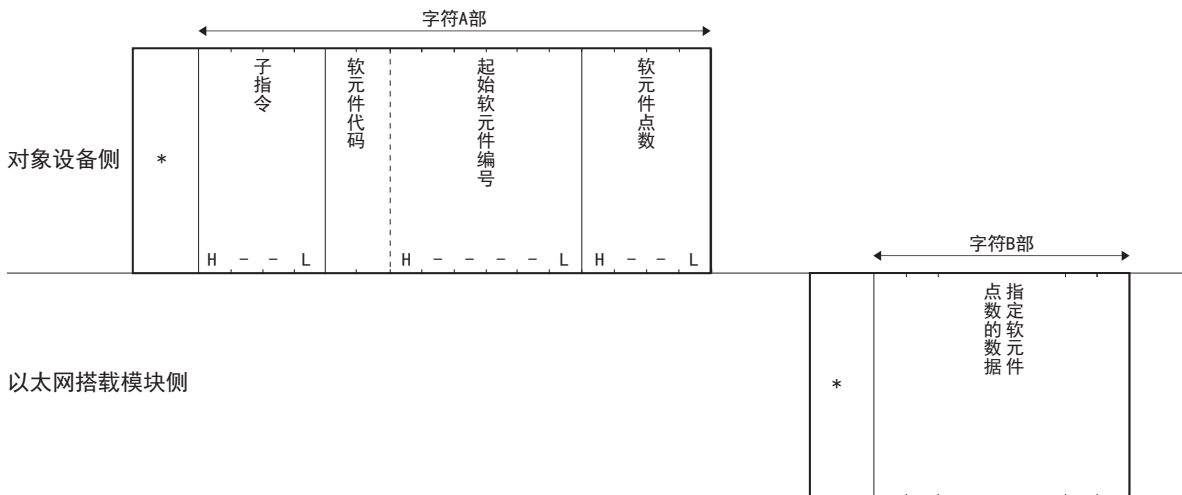 字符A部
子指令
软元件代码
起始软元件编号
软元件点数
对象设备侧
*
H - - L
H - - - - L
H - - L
字符B部
指定软元件
点数的数据
以太网搭载模块侧
*